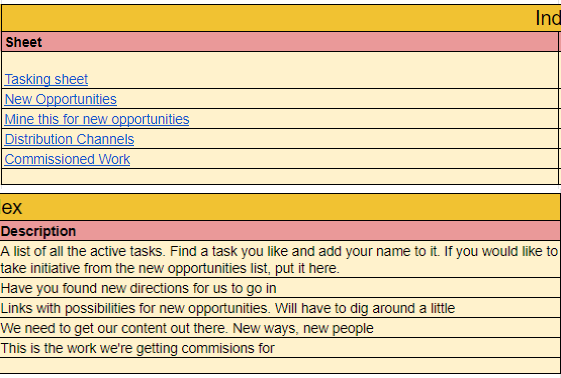 Ind
Sheet
Tasking sheet
New Opportunities
Mine this for new opportunities
Distribution Channels
Commissioned Work
ex
Description
A list of all the active tasks. Find a task you like and add your name to it. If you would like to
take initiative from the new opportunities list, put it here.
Have you found new directions for us to go in
Links with possibilities for new opportunities. Will have to dig around a little
We need to get our content out there. New ways, new people
This is the work we're getting commisions for